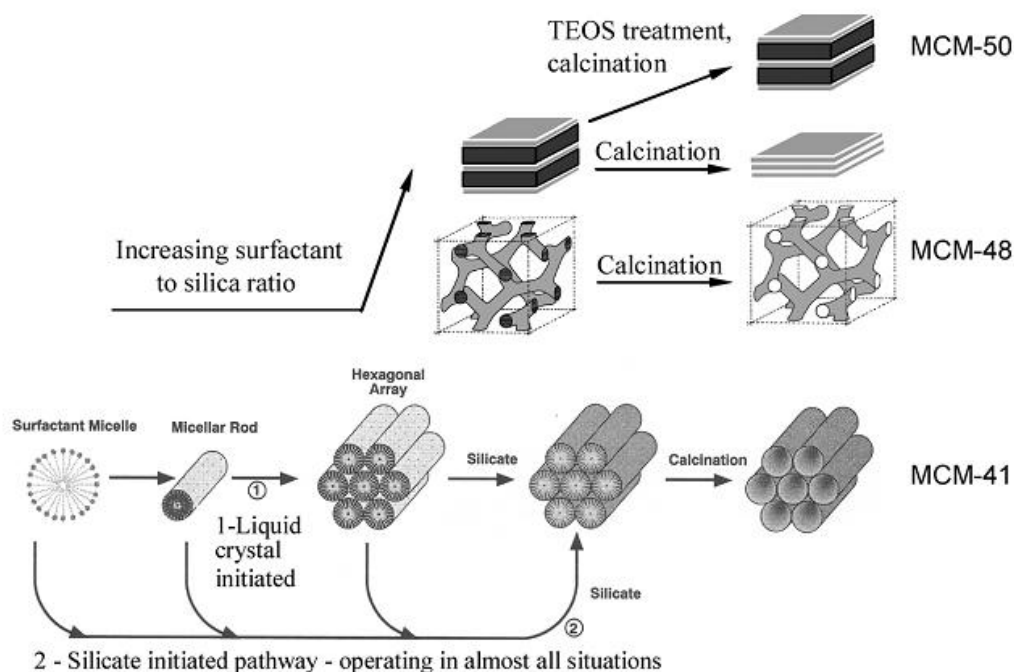 TEOS treatment,
calcination
MCM-50
Calcination
Increasing surfactant
to silica ratio
Calcination
MCM-48
Hexagonal
Array
Surfactant Micelle
Micellar Rod
Silicate
Calcination
MCM-41
①
1-Liquid
crystal
initiated
Silicate
②
2 - Silicate initiated pathway - operating in almost all situations